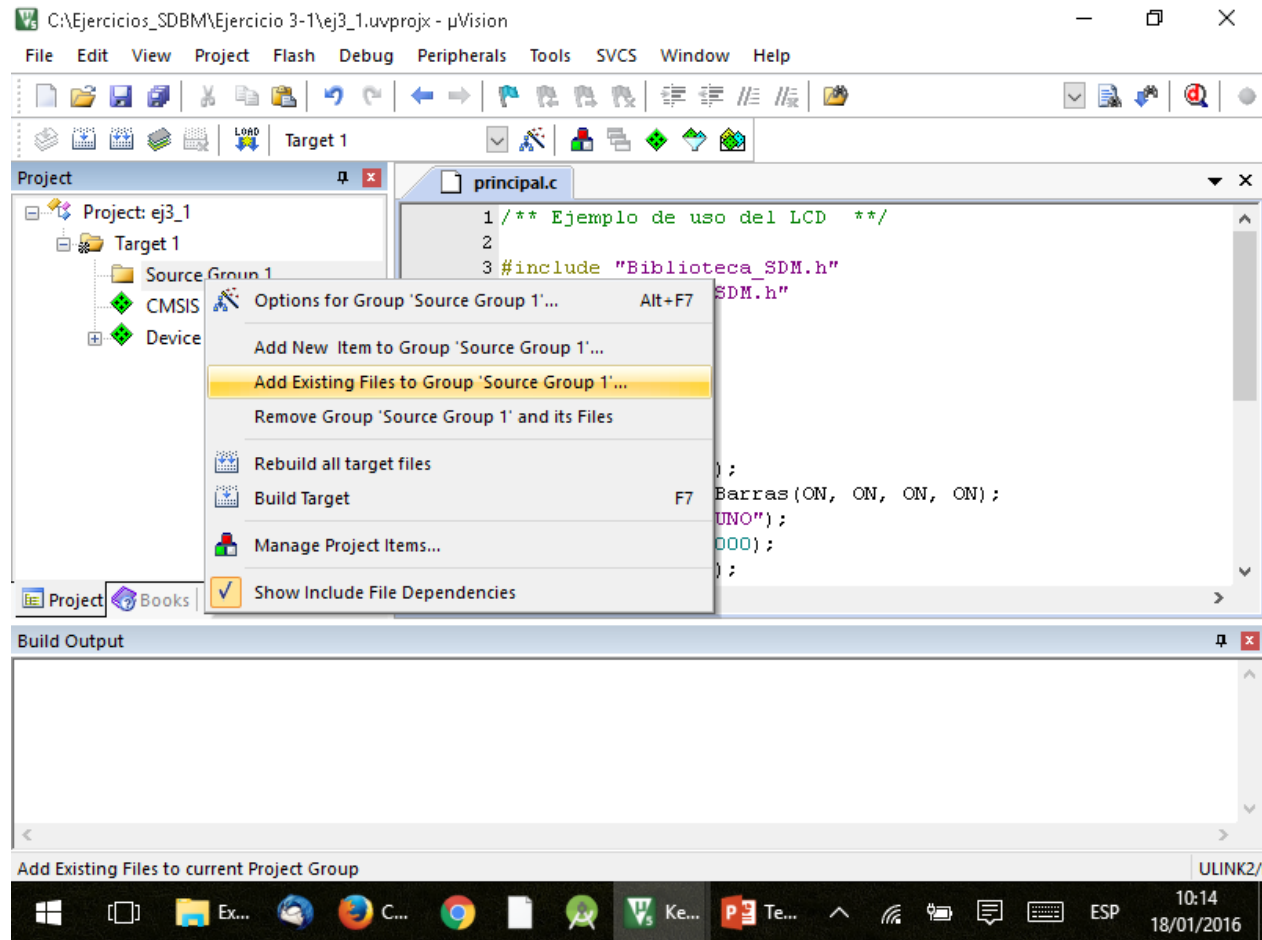 C:\Ejercicios_SDBM\Ejercicio 3-1\ej3_1.uvprojx - µVision
File Edit View Project Flash Debug Peripherals Tools SVCS Window Help
LOAD Target 1
Project
principal.c
Project: ej3_1
Target 1
Source Group 1
CMSIS
Device
1 /** Ejemplo de uso del LCD **/
2
3 #include "Biblioteca_SDM.h"
SDM.h"
Options for Group 'Source Group 1'... Alt+F7
Add New Item to Group 'Source Group 1'...
Add Existing Files to Group 'Source Group 1'...
Remove Group 'Source Group 1' and its Files
Rebuild all target files
);
Build Target F7
Barras(ON, ON, ON, ON);
UNO");
Manage Project Items...
000);
);
Show Include File Dependencies
Project Books
Build Output
Add Existing Files to current Project Group ULINK2/
Ex... C... Ke... Te... ESP 10:14
18/01/2016